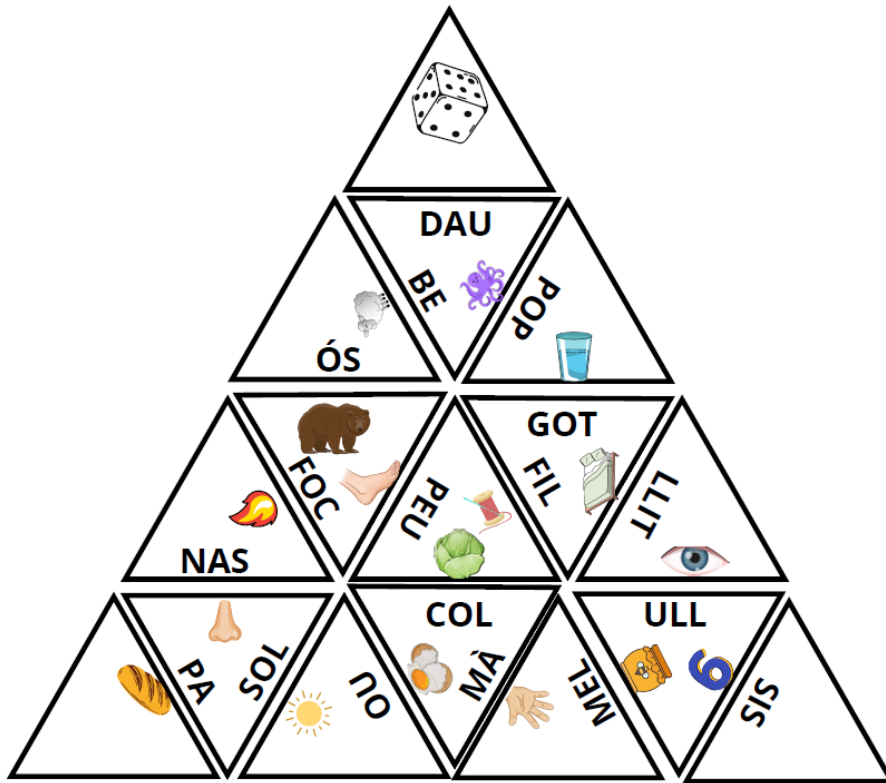 DAU
BE
POP
ÓS
GOT
FOC
FIL
PEU
LLIT
NAS
COL
ULL
PA
SOL
OU
MÀ
MEL
SIS